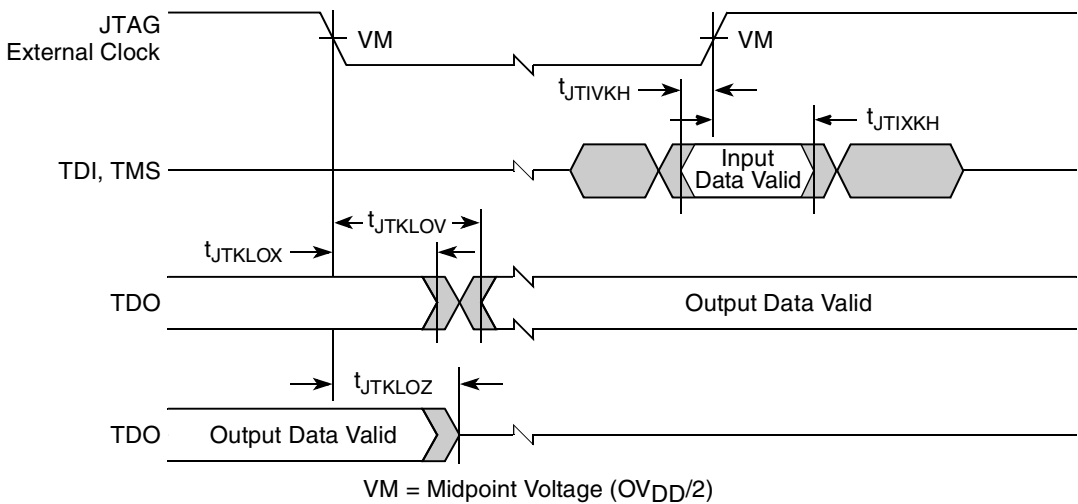 JTAG
External Clock
VM
VM
tJTIVKH
tJTIXKH
TDI, TMS
Input
Data Valid
tJTKLOV
tJTKLOX
TDO
Output Data Valid
tJTKLOZ
TDO
Output Data Valid
VM = Midpoint Voltage (OVDD/2)